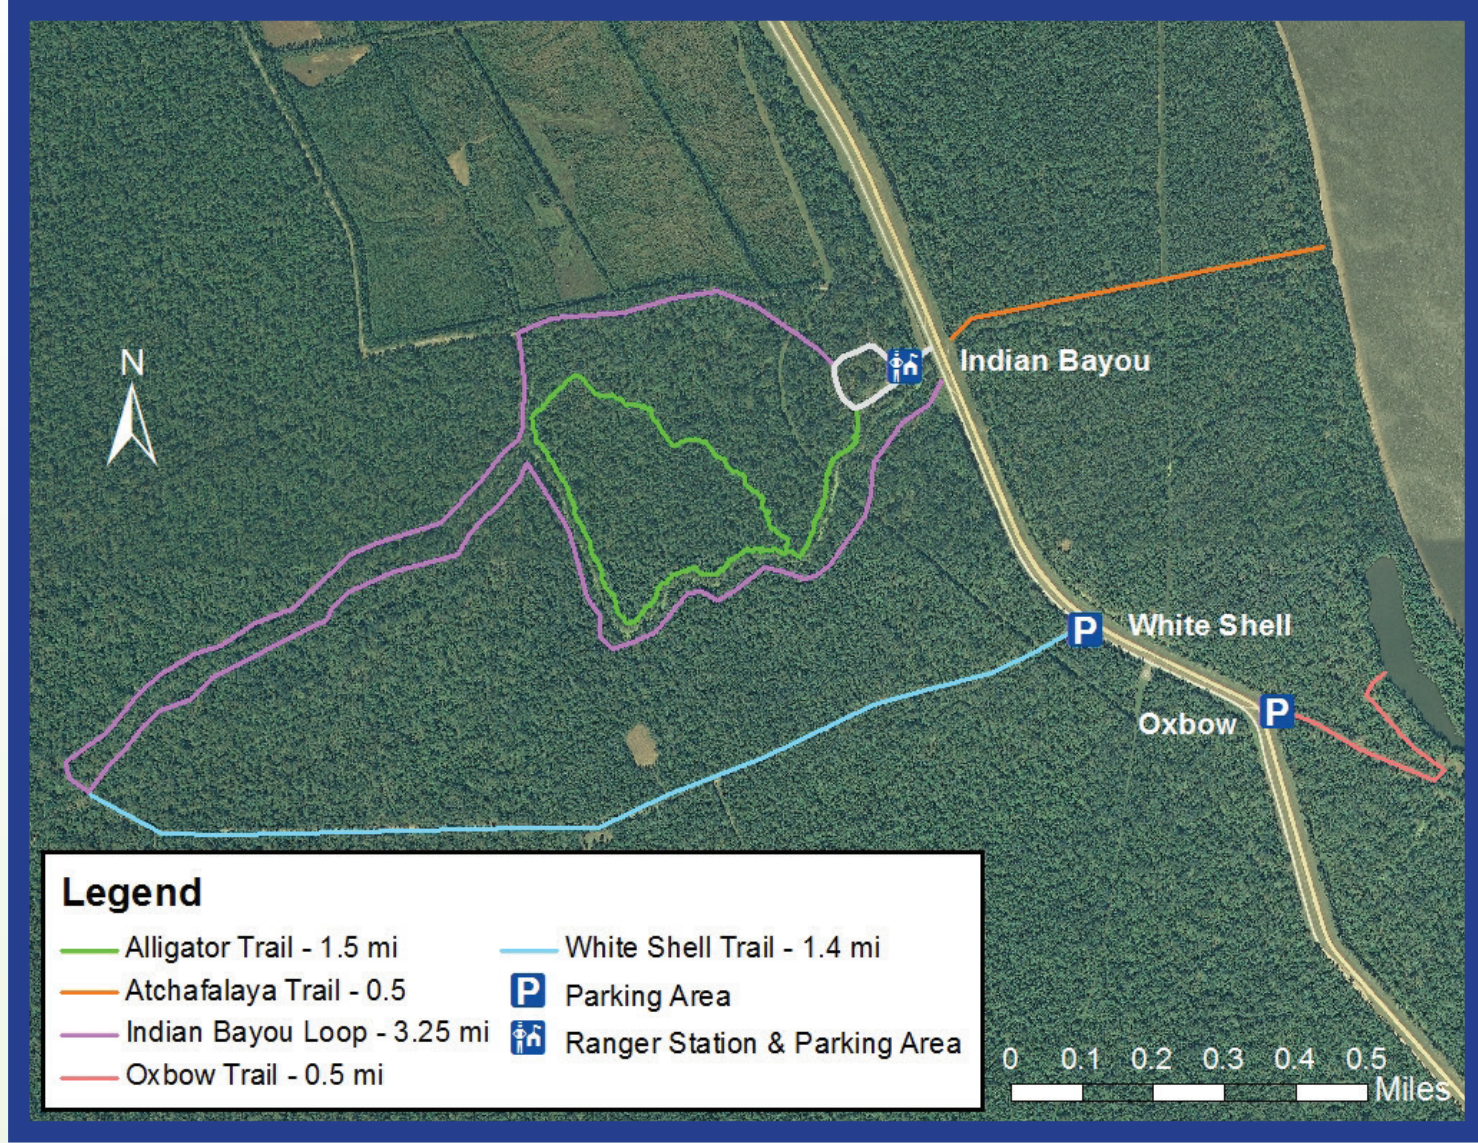 N
Indian Bayou
P
White Shell
P
Oxbow
Legend
Alligator Trail - 1.5 mi
Atchafalaya Trail - 0.5
Indian Bayou Loop - 3.25 mi
Oxbow Trail - 0.5 mi
White Shell Trail - 1.4 mi
P Parking Area
Ranger Station & Parking Area
0 0.1 0.2 0.3 0.4 0.5
Miles